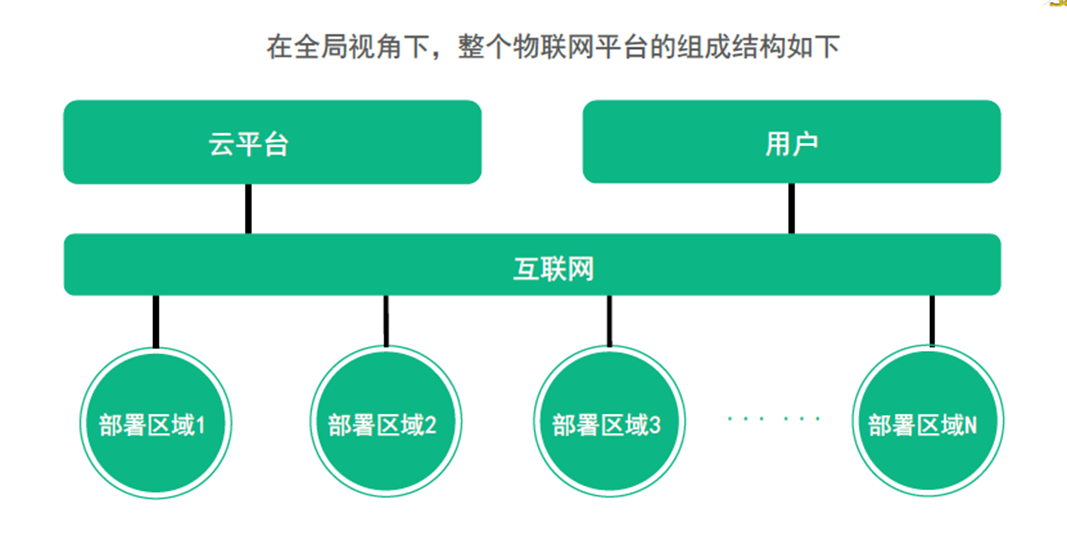 在全局视角下，整个物联网平台的组成结构如下
云平台
用户
互联网
部署区域1
部署区域2
部署区域3
··· ···
部署区域N